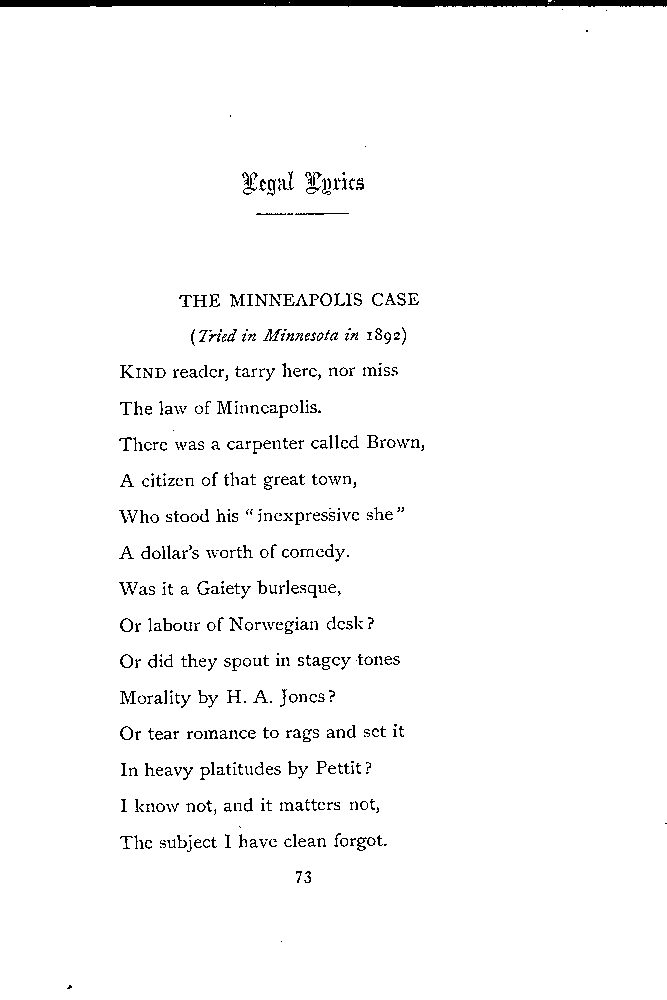 Legal Lyrics
THE MINNEAPOLIS CASE
(Tried in Minnesota in 1892)
KIND reader, tarry here, nor miss
The law of Minneapolis.
There was a carpenter called Brown,
A citizen of that great town,
Who stood his "inexpressive she"
A dollar's worth of comedy.
Was it a Gaiety burlesque,
Or labour of Norwegian desk?
Or did they spout in stagey tones
Morality by H. A. Jones?
Or tear romance to rags and set it
In heavy platitudes by Pettit?
I know not, and it matters not,
The subject I have clean forgot.
73